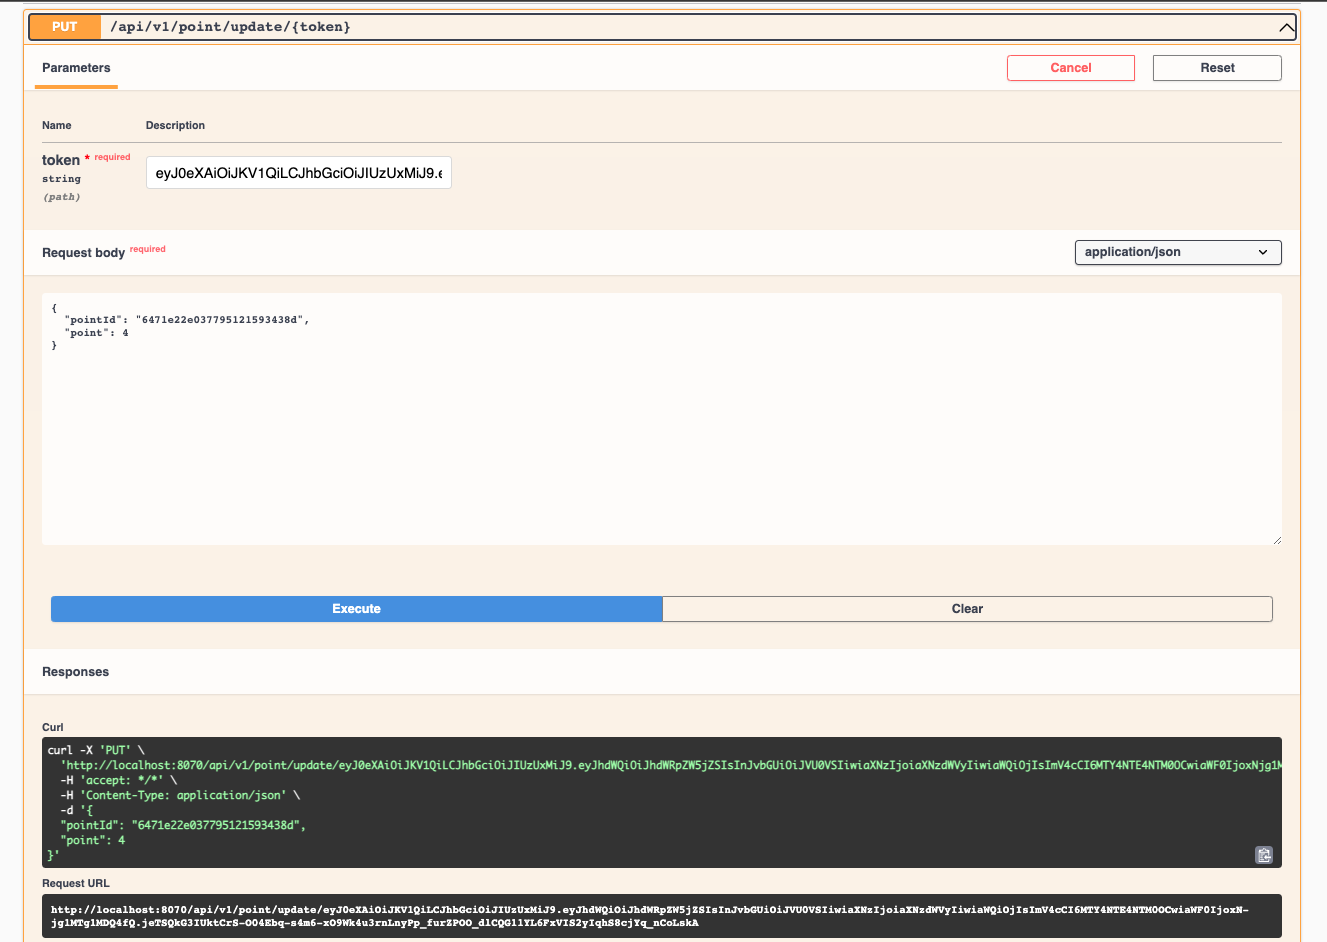 PUT /api/v1/point/update/{token}
Parameters Cancel Reset
Name Description
token * required
string
(path)
eyJ0eXAiOiJKV1QiLCJhbGciOiJIUzUxMiJ9.e
Request body required application/json
{
"pointId": "6471e22e037795121593438d",
"point": 4
}
Execute Clear
Responses
Curl
curl -X 'PUT' \
'http://localhost:8070/api/v1/point/update/eyJ0eXAiOiJKV1QiLCJhbGciOiJIUzUxMiJ9.eyJhdWQiOiJhdWRpZW5jZSIsInJvbGUiOiJVU0VSIiwiaXNzIjoiaXNzdWVyIiwiaWQiOjIsImV4cCI6MTY4NTE4NTM0OCwiaWF0IjoxNjg1M
-H 'accept: */*' \
-H 'Content-Type: application/json' \
-d '{
"pointId": "6471e22e037795121593438d",
"point": 4
}'
Request URL
http://localhost:8070/api/v1/point/update/eyJ0eXAiOiJKV1QiLCJhbGciOiJIUzUxMiJ9.eyJhdWQiOiJhdWRpZW5jZSIsInJvbGUiOiJVU0VSIiwiaXNzIjoiaXNzdWVyIiwiaWQiOjIsImV4cCI6MTY4NTE4NTM0OCwiaWF0IjoxN-
jg1MTg1MDQ4fQ.jeTSQkG3IUktCrS-OO4Ebq-s4m6-xO9Wk4u3rnLnyPp_furZPOO_dlCQG11YL6FxVIS2yIqhS8cjYq_nCoLskA